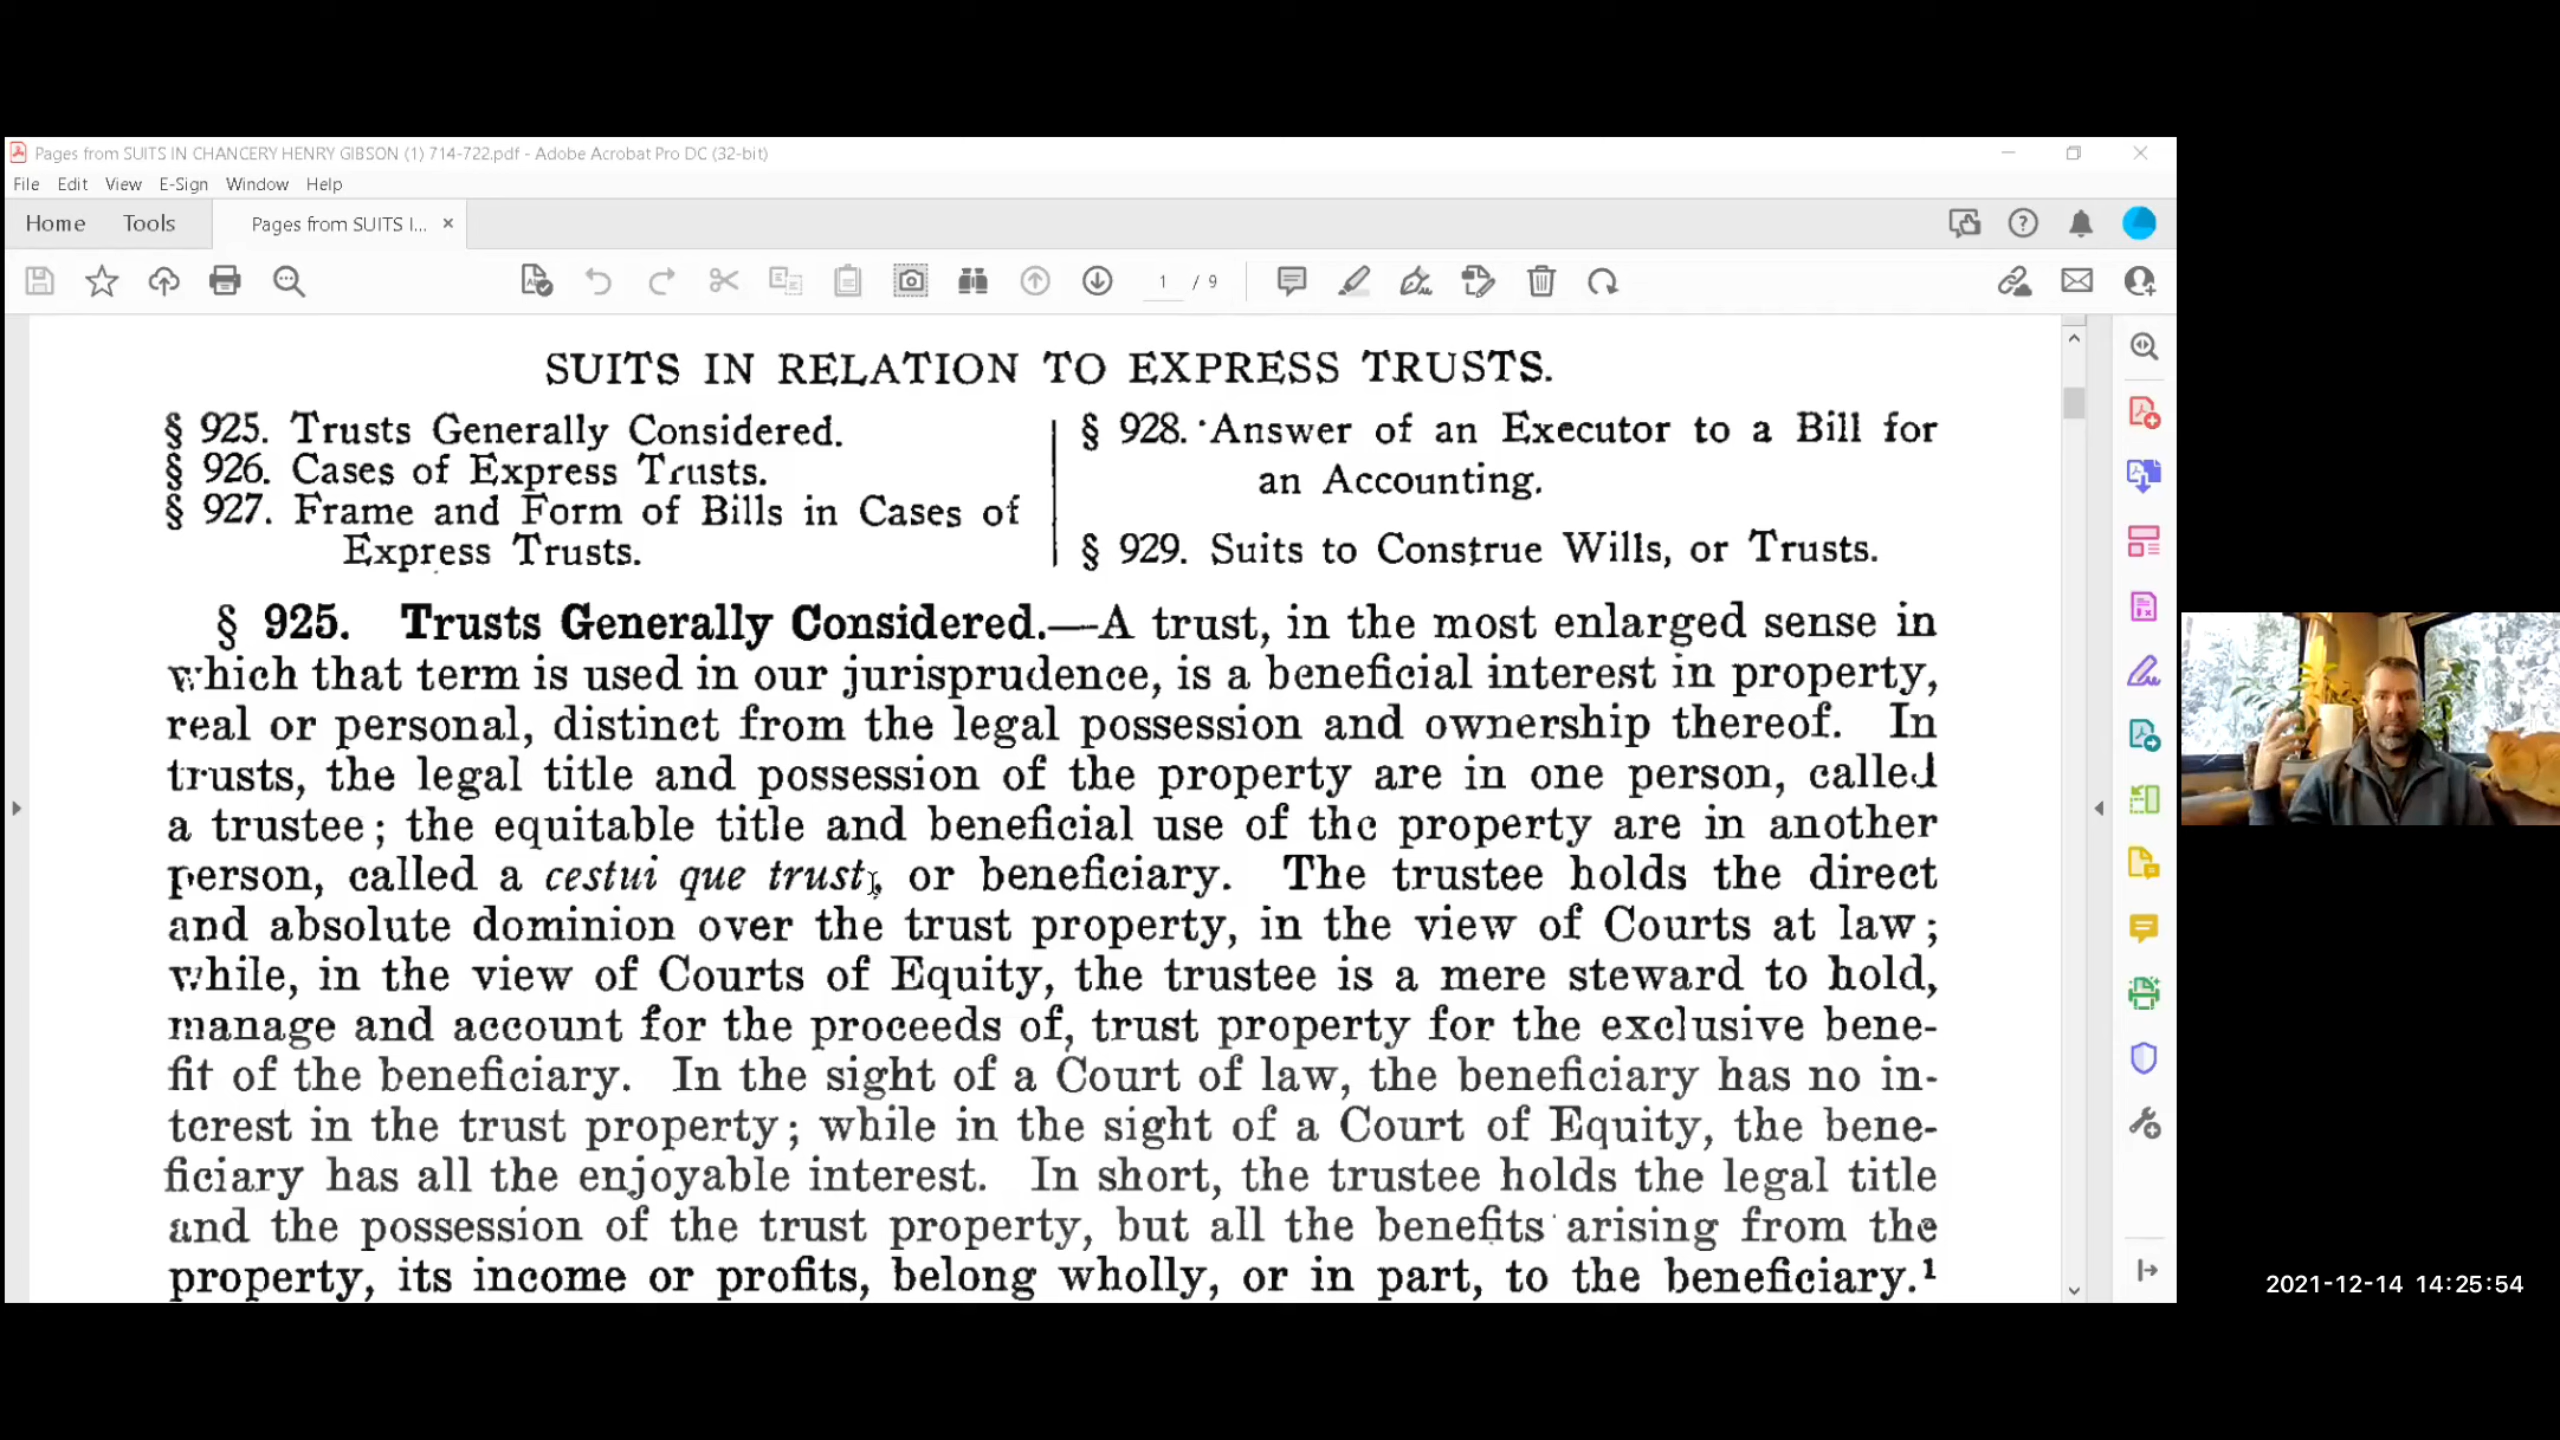 Pages from SUITS IN CHANCERY HENRY GIBSON (1) 714-722.pdf - Adobe Acrobat Pro DC (32-bit)
File Edit View E-Sign Window Help
Home Tools Pages from SUITS I...
1 / 9
SUITS IN RELATION TO EXPRESS TRUSTS.
§ 925. Trusts Generally Considered.
§ 926. Cases of Express Trusts.
§ 927. Frame and Form of Bills in Cases of
Express Trusts.
§ 928. Answer of an Executor to a Bill for
an Accounting.
§ 929. Suits to Construe Wills, or Trusts.
§ 925. Trusts Generally Considered.—A trust, in the most enlarged sense in
which that term is used in our jurisprudence, is a beneficial interest in property,
real or personal, distinct from the legal possession and ownership thereof. In
trusts, the legal title and possession of the property are in one person, called
a trustee; the equitable title and beneficial use of the property are in another
person, called a cestui que trust, or beneficiary. The trustee holds the direct
and absolute dominion over the trust property, in the view of Courts at law;
while, in the view of Courts of Equity, the trustee is a mere steward to hold,
manage and account for the proceeds of, trust property for the exclusive bene-
fit of the beneficiary. In the sight of a Court of law, the beneficiary has no in-
terest in the trust property; while in the sight of a Court of Equity, the bene-
ficiary has all the enjoyable interest. In short, the trustee holds the legal title
and the possession of the trust property, but all the benefits arising from the
property, its income or profits, belong wholly, or in part, to the beneficiary.¹
2021-12-14 14:25:54